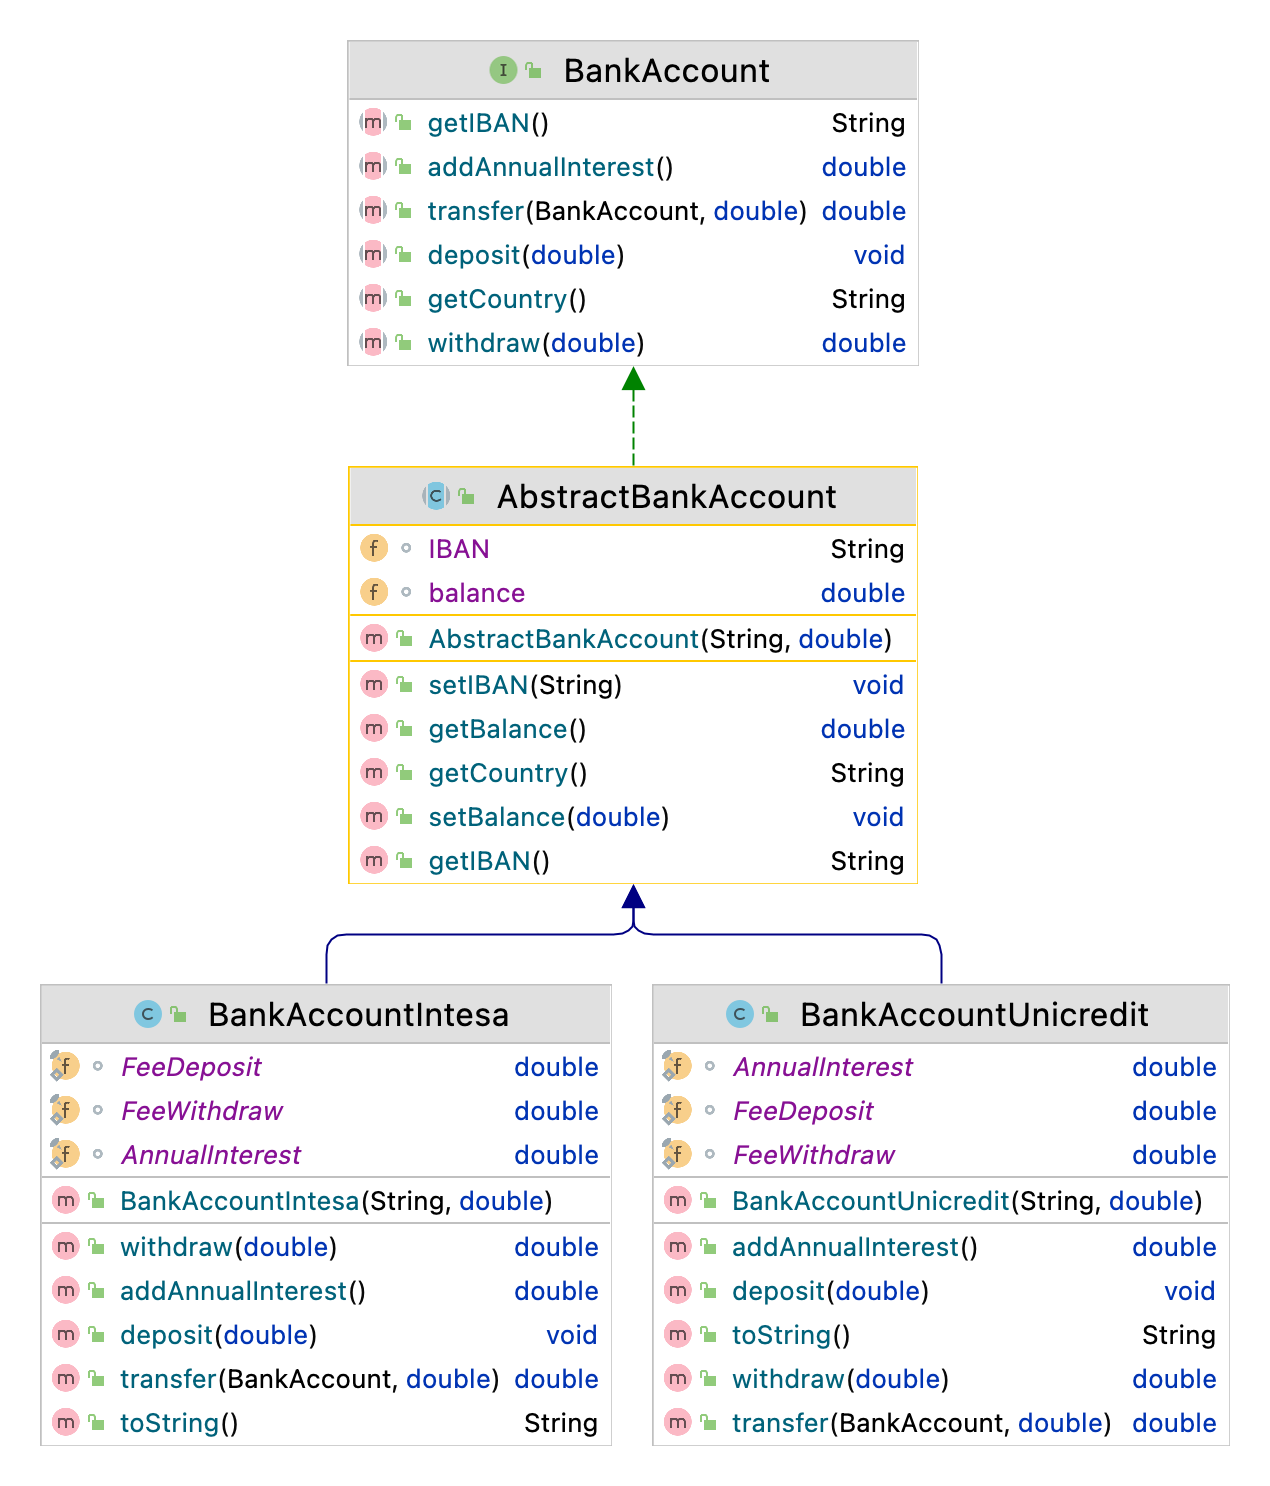 I BankAccount
m getIBAN() String
m addAnnualInterest() double
m transfer(BankAccount, double) double
m deposit(double) void
m getCountry() String
m withdraw(double) double
C AbstractBankAccount
f IBAN String
f balance double
m AbstractBankAccount(String, double)
m setIBAN(String) void
m getBalance() double
m getCountry() String
m setBalance(double) void
m getIBAN() String
C BankAccountIntesa
f FeeDeposit double
f FeeWithdraw double
f AnnualInterest double
m BankAccountIntesa(String, double)
m withdraw(double) double
m addAnnualInterest() double
m deposit(double) void
m transfer(BankAccount, double) double
m toString() String
C BankAccountUnicredit
f AnnualInterest double
f FeeDeposit double
f FeeWithdraw double
m BankAccountUnicredit(String, double)
m addAnnualInterest() double
m deposit(double) void
m toString() String
m withdraw(double) double
m transfer(BankAccount, double) double